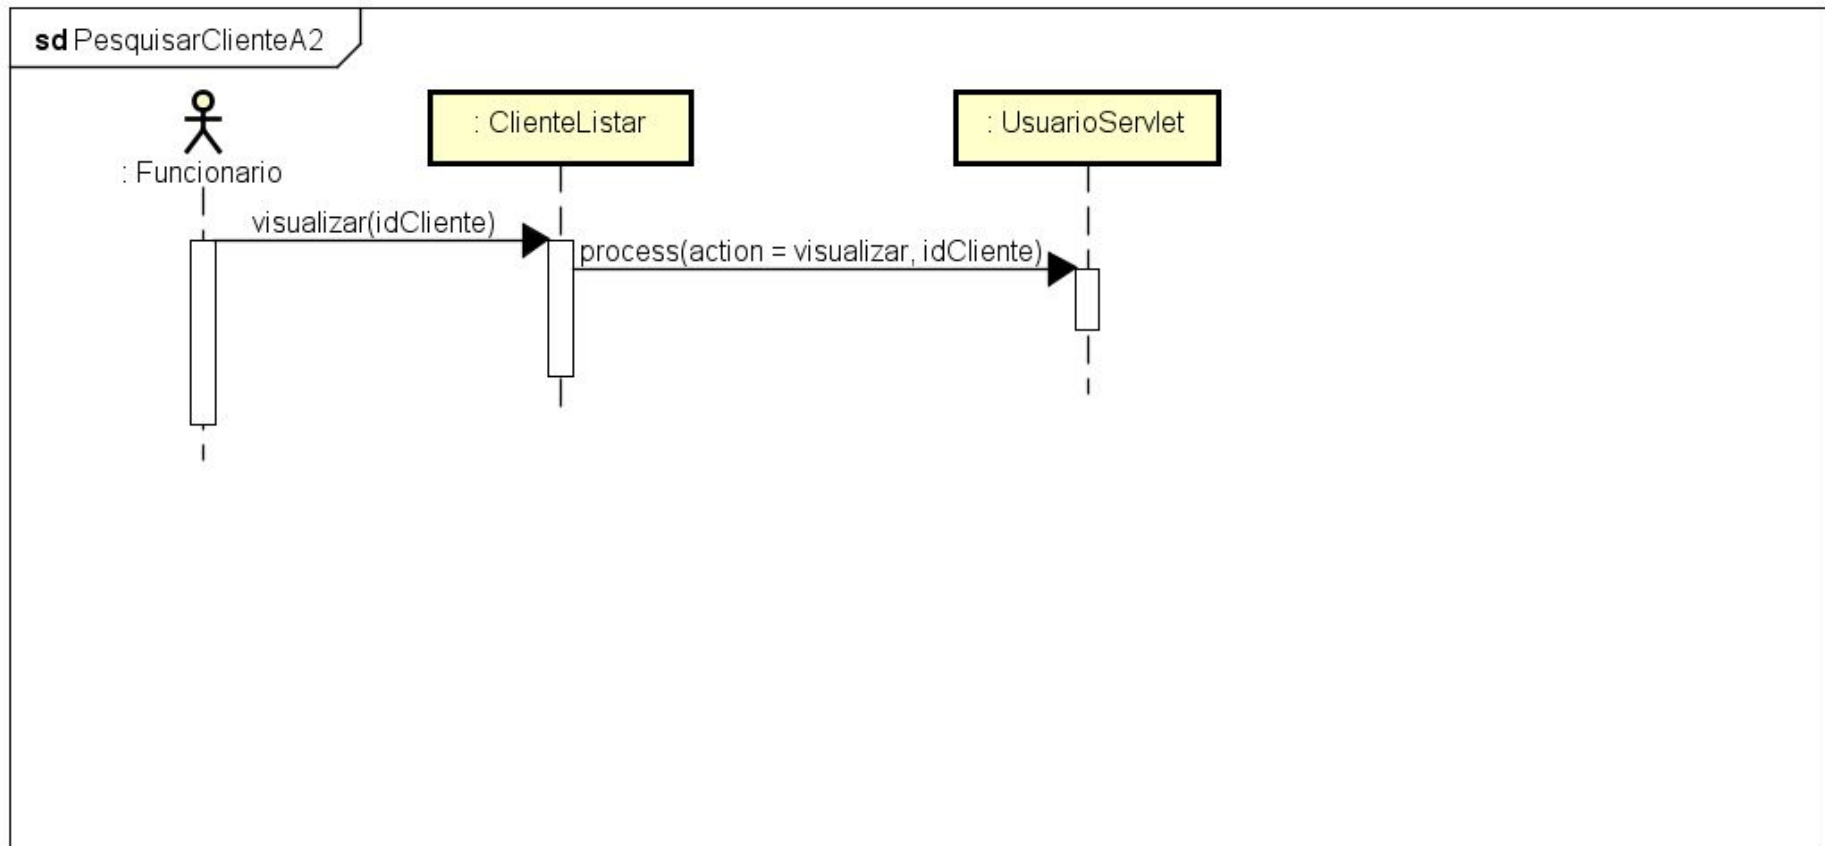 sd PesquisarClienteA2
: Funcionario
: ClienteListar
: UsuarioServlet
visualizar(idCliente)
process(action = visualizar, idCliente)